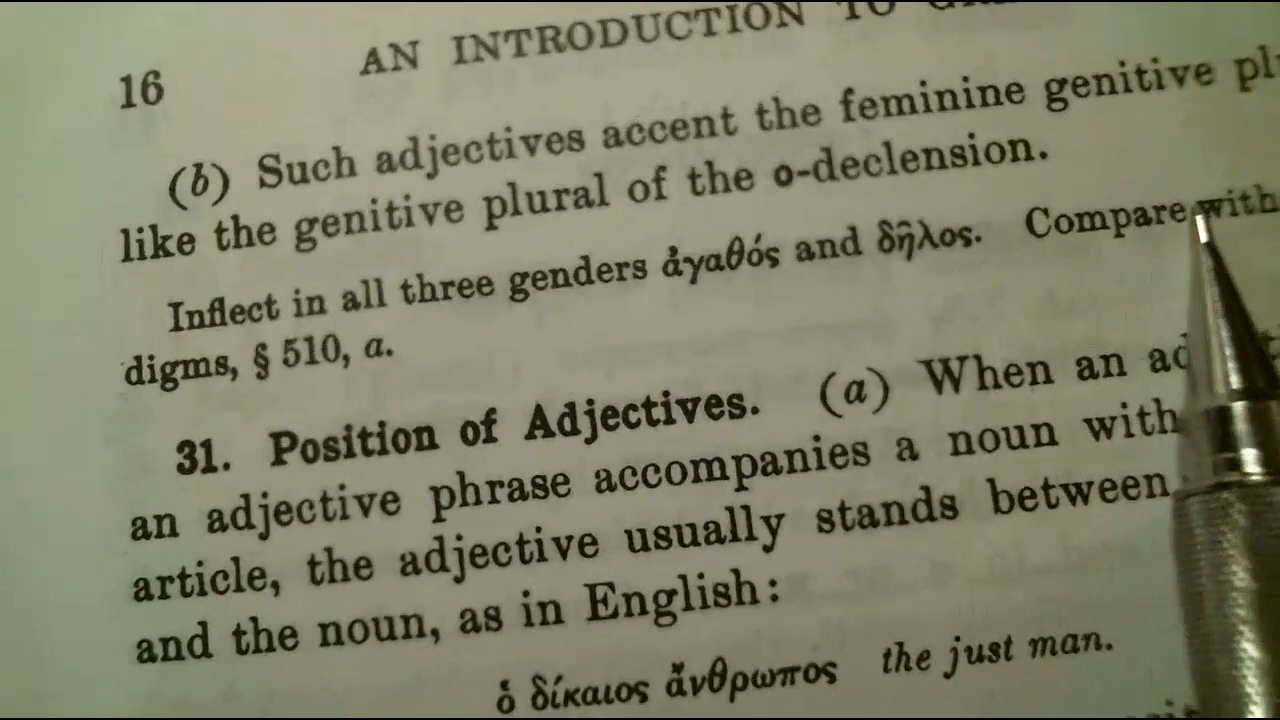 16
AN INTRODUCTION TO
(b) Such adjectives accent the feminine genitive
like the genitive plural of the o-declension.
Inflect in all three genders ἀγαθός and δῆλος. Compare with
digms, § 510, a.
31. Position of Adjectives. (a) When an
an adjective phrase accompanies a noun with
article, the adjective usually stands between
and the noun, as in English:
ὁ δίκαιος ἄνθρωπος the just man.